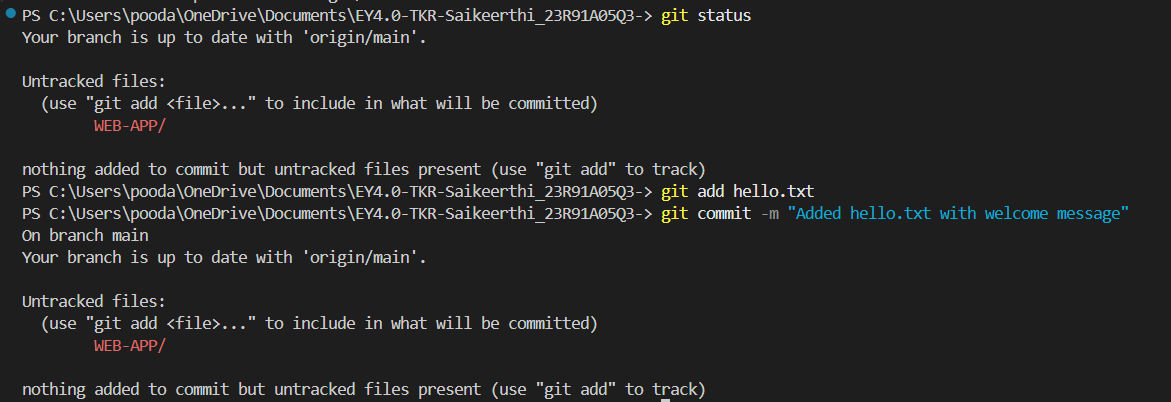 PS C:\Users\pooda\OneDrive\Documents\EY4.0-TKR-Saikeerthi_23R91A05Q3-> git status
Your branch is up to date with 'origin/main'.
Untracked files:
  (use "git add <file>..." to include in what will be committed)
        WEB-APP/
nothing added to commit but untracked files present (use "git add" to track)
PS C:\Users\pooda\OneDrive\Documents\EY4.0-TKR-Saikeerthi_23R91A05Q3-> git add hello.txt
PS C:\Users\pooda\OneDrive\Documents\EY4.0-TKR-Saikeerthi_23R91A05Q3-> git commit -m "Added hello.txt with welcome message"
On branch main
Your branch is up to date with 'origin/main'.
Untracked files:
  (use "git add <file>..." to include in what will be committed)
        WEB-APP/
nothing added to commit but untracked files present (use "git add" to track)